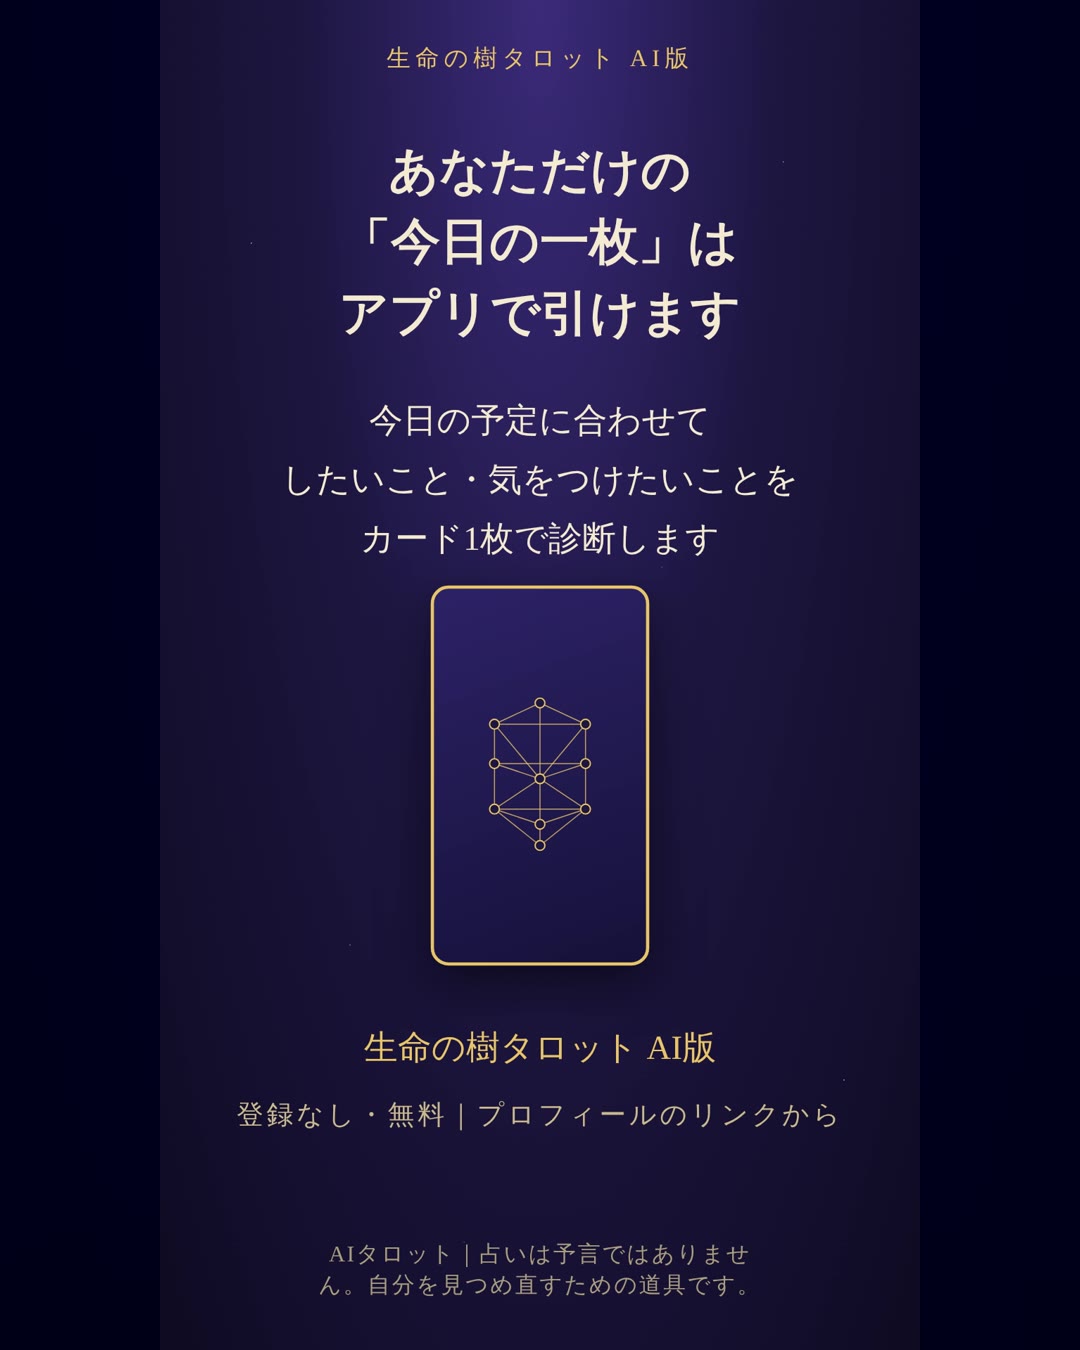 生命の樹タロット AI版
あなただけの
「今日の一枚」は
アプリで引けます
今日の予定に合わせて
したいこと・気をつけたいことを
カード1枚で診断します
生命の樹タロット AI版
登録なし・無料｜プロフィールのリンクから
AIタロット｜占いは予言ではありませ
ん。自分を見つめ直すための道具です。